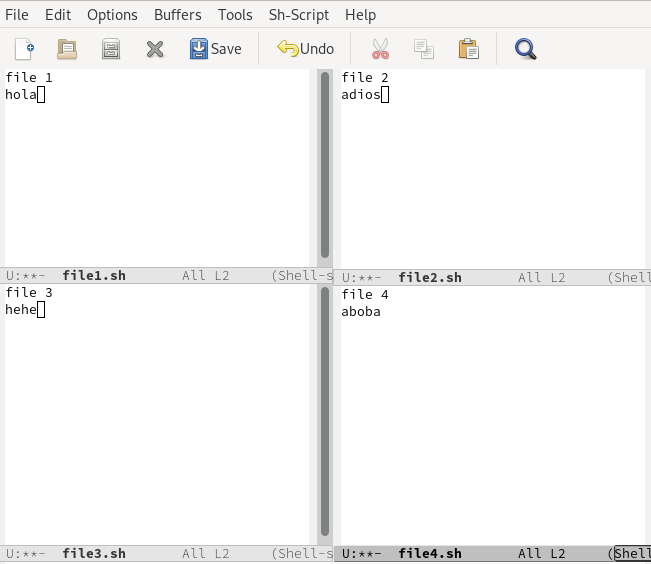 File Edit Options Buffers Tools Sh-Script Help
Save Undo
file 1
hola
U:**- file1.sh All L2 (Shell-s
file 2
adios
U:**- file2.sh All L2 (Shell
file 3
hehe
U:**- file3.sh All L2 (Shell-s
file 4
aboba
U:**- file4.sh All L2 (Shell